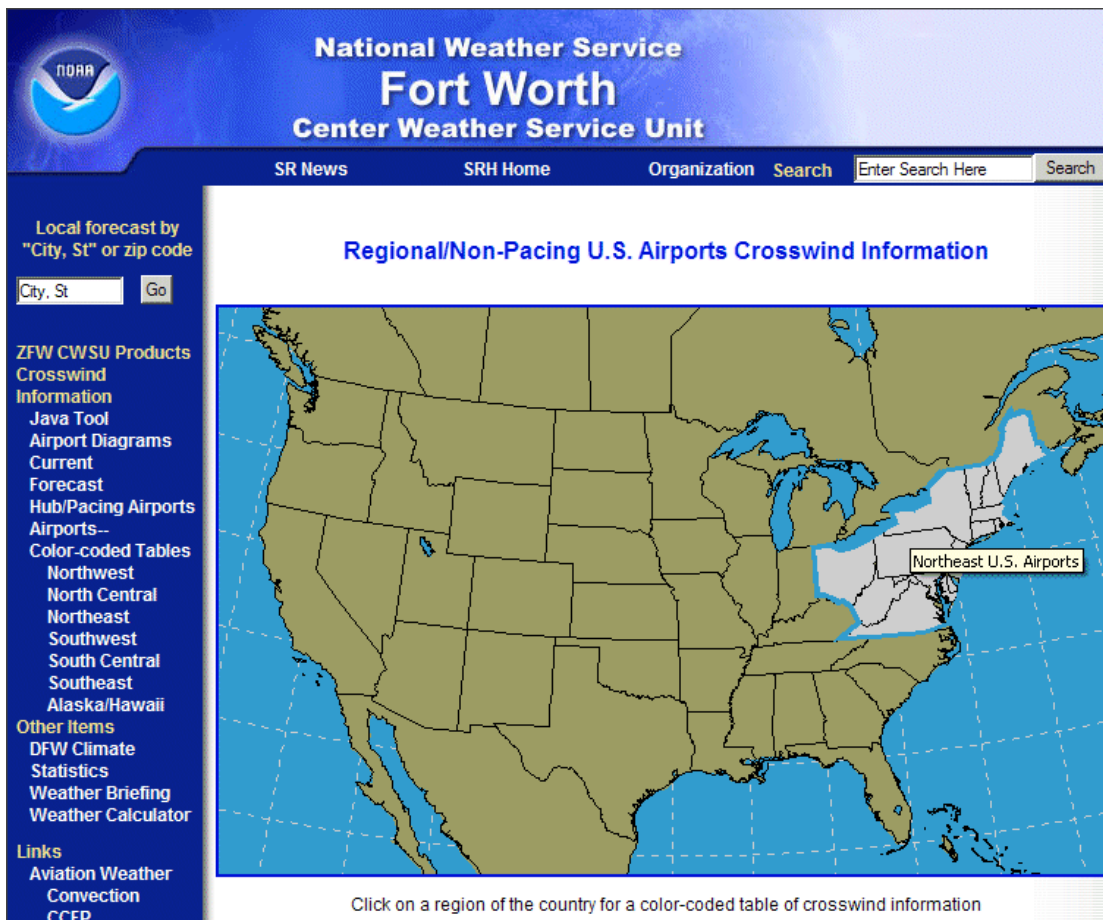 NOAA
National Weather Service
Fort Worth
Center Weather Service Unit
SR News
SRH Home
Organization
Search
Enter Search Here
Search
Local forecast by
"City, St" or zip code
City, St
Go
ZFW CWSU Products
Crosswind
Information
Java Tool
Airport Diagrams
Current
Forecast
Hub/Pacing Airports
Airports--
Color-coded Tables
Northwest
North Central
Northeast
Southwest
South Central
Southeast
Alaska/Hawaii
Other Items
DFW Climate
Statistics
Weather Briefing
Weather Calculator
Links
Aviation Weather
Convection
CCFP
Regional/Non-Pacing U.S. Airports Crosswind Information
Northeast U.S. Airports
Click on a region of the country for a color-coded table of crosswind information